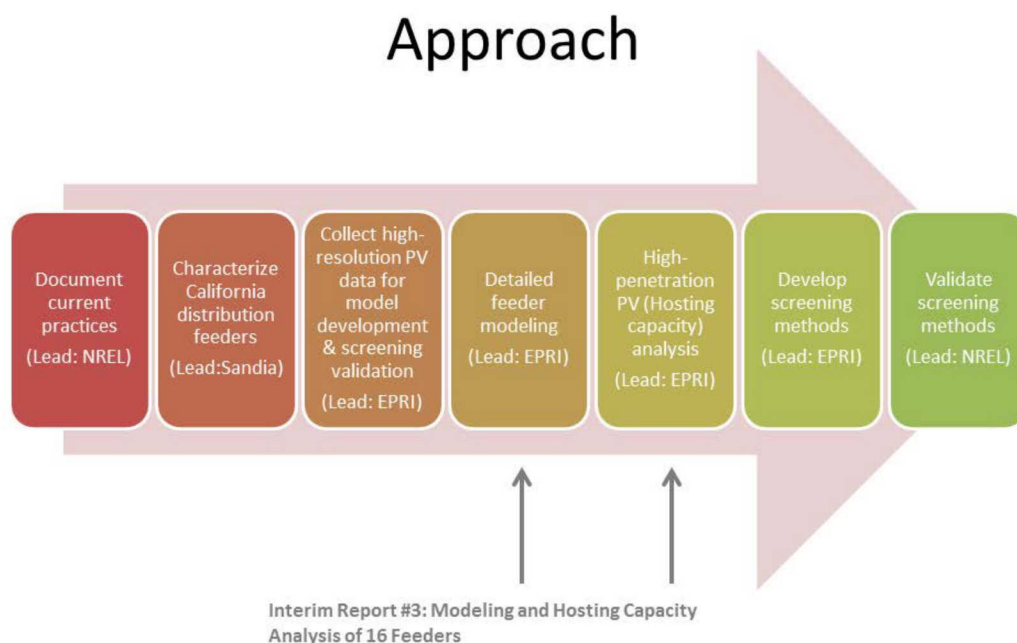 Approach
Document
current
practices
(Lead: NREL)
Characterize
California
distribution
feeders
(Lead:Sandia)
Collect high-
resolution PV
data for
model
development
& screening
validation
(Lead: EPRI)
Detailed
feeder
modeling
(Lead: EPRI)
High-
penetration
PV (Hosting
capacity)
analysis
(Lead: EPRI)
Develop
screening
methods
(Lead: EPRI)
Validate
screening
methods
(Lead: NREL)
Interim Report #3: Modeling and Hosting Capacity
Analysis of 16 Feeders